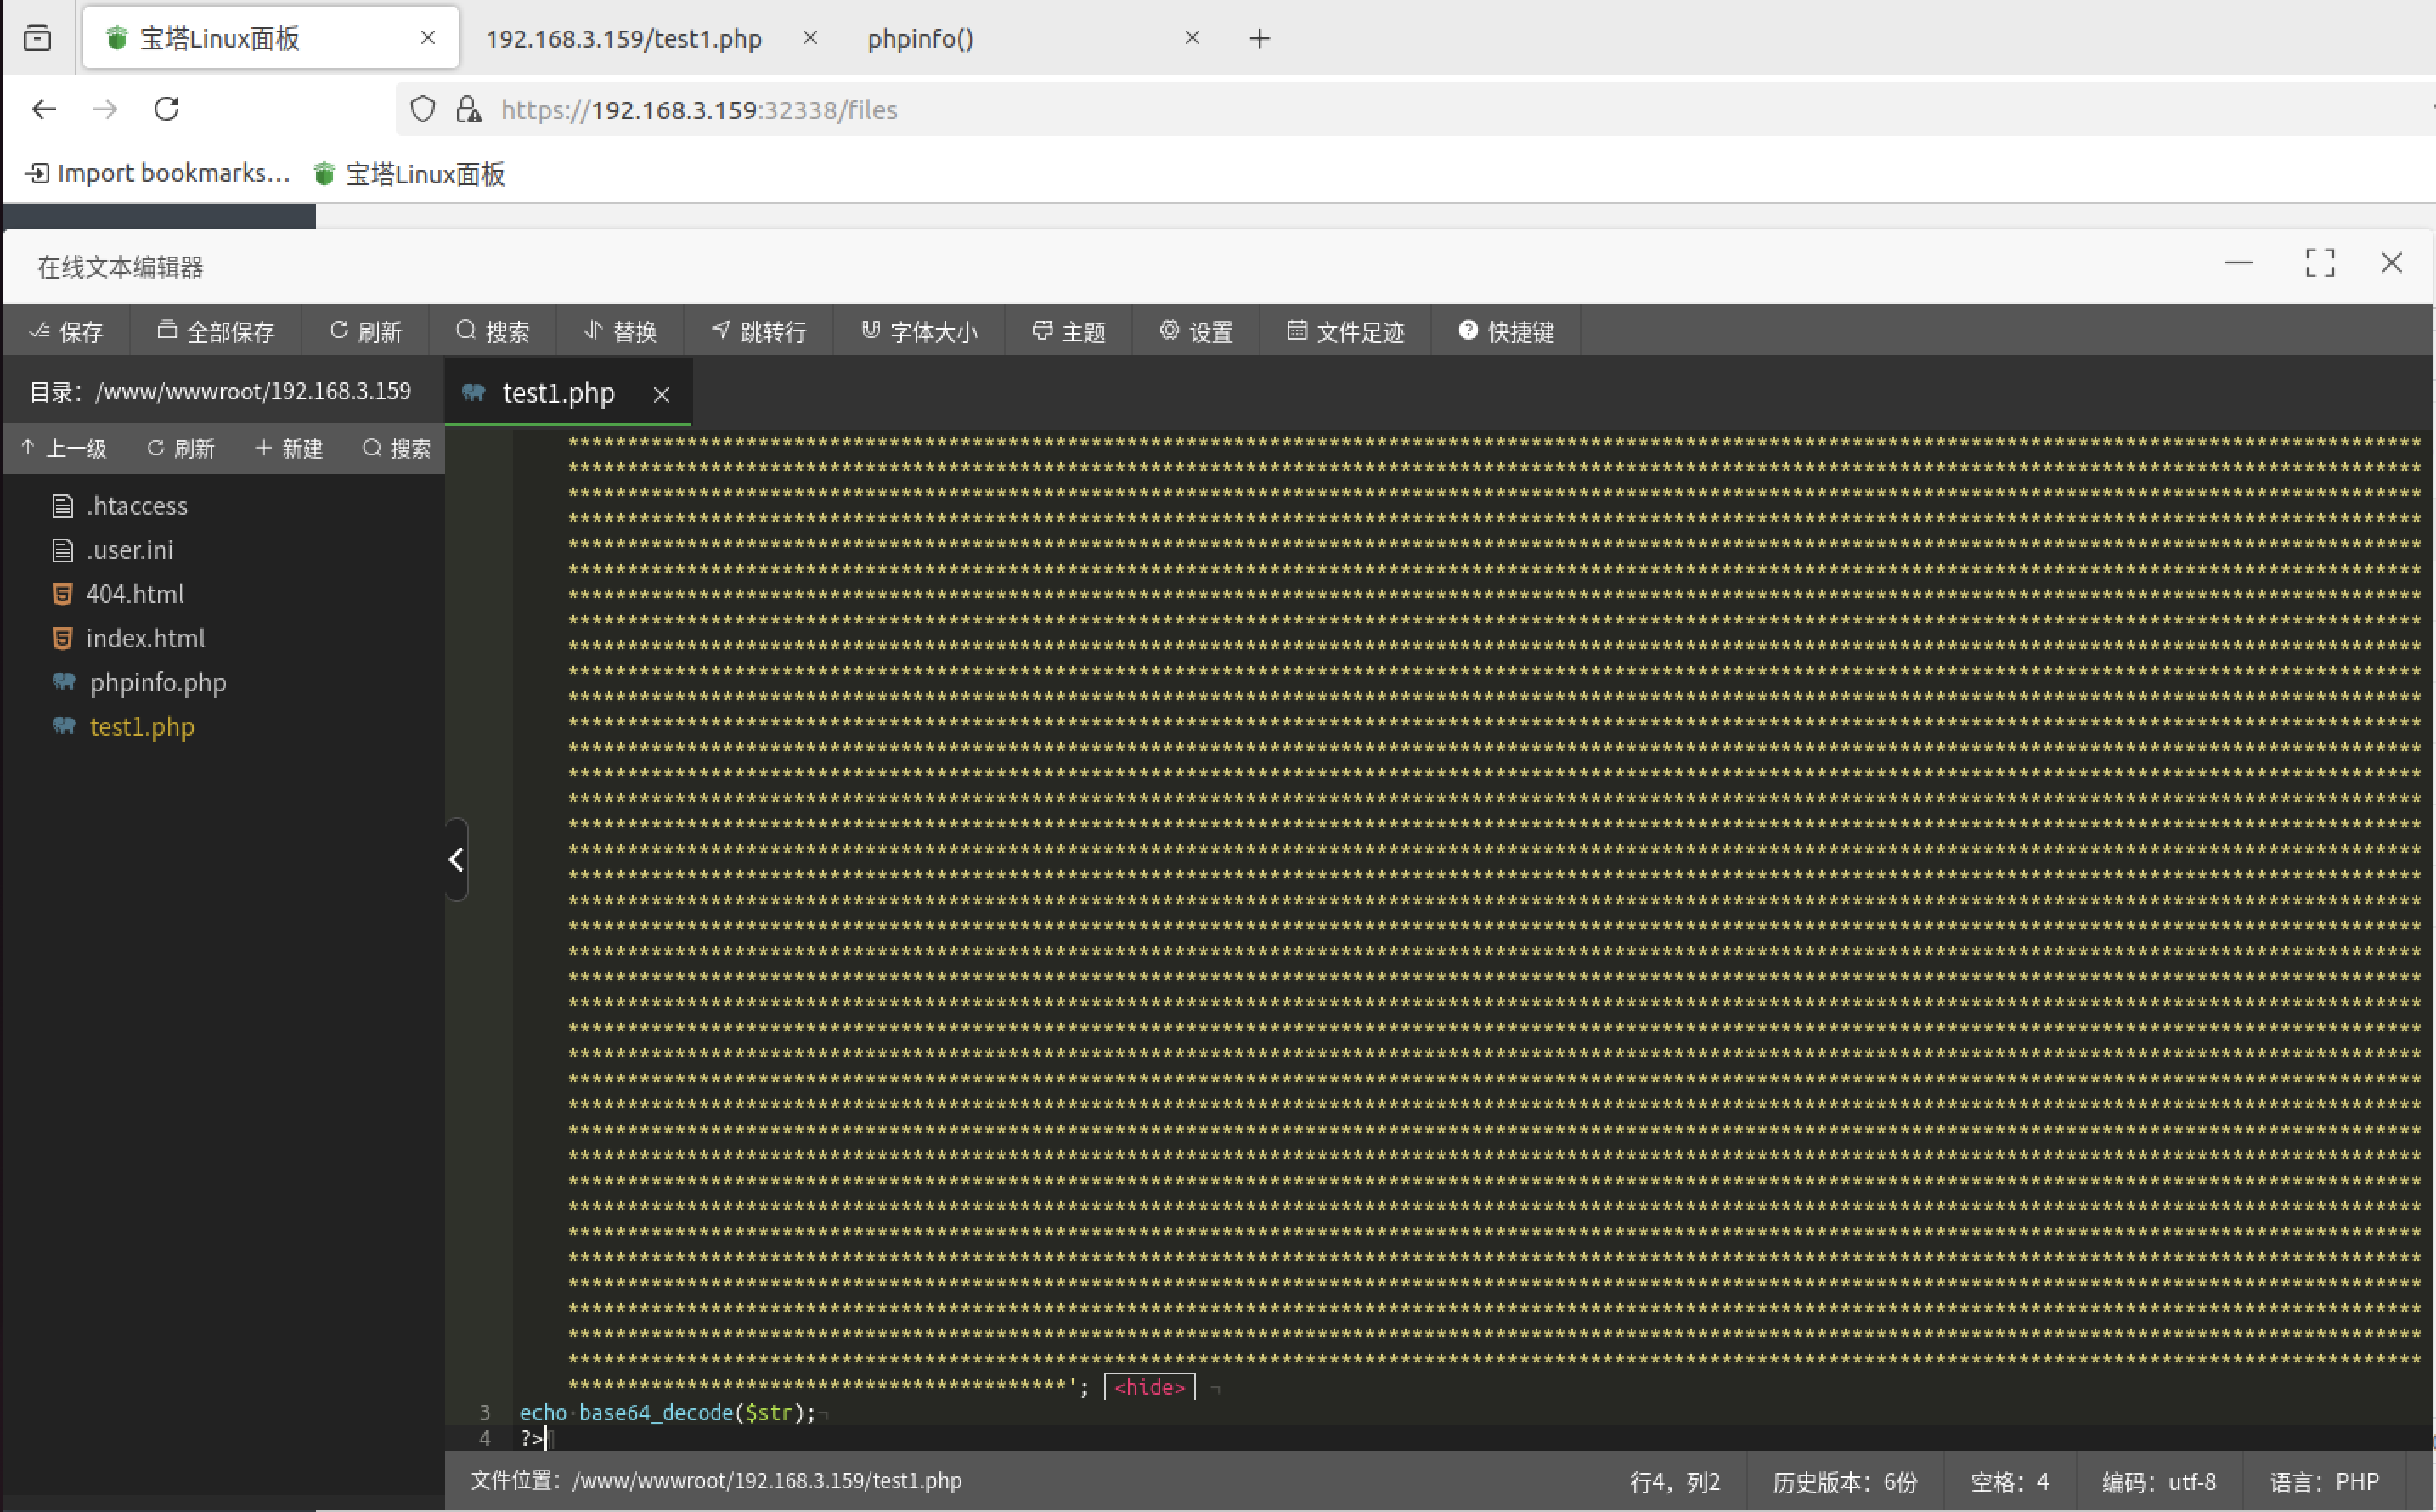 宝塔Linux面板
192.168.3.159/test1.php
phpinfo()
https://192.168.3.159:32338/files
Import bookmarks...
宝塔Linux面板
在线文本编辑器
保存
全部保存
刷新
搜索
替换
跳转行
字体大小
主题
设置
文件足迹
快捷键
目录：/www/wwwroot/192.168.3.159
test1.php
上一级
刷新
新建
搜索
.htaccess
.user.ini
404.html
index.html
phpinfo.php
test1.php
'; <hide>
3 echo base64_decode($str);
4 ?>
文件位置：/www/wwwroot/192.168.3.159/test1.php
行4，列2
历史版本：6份
空格：4
编码：utf-8
语言：PHP